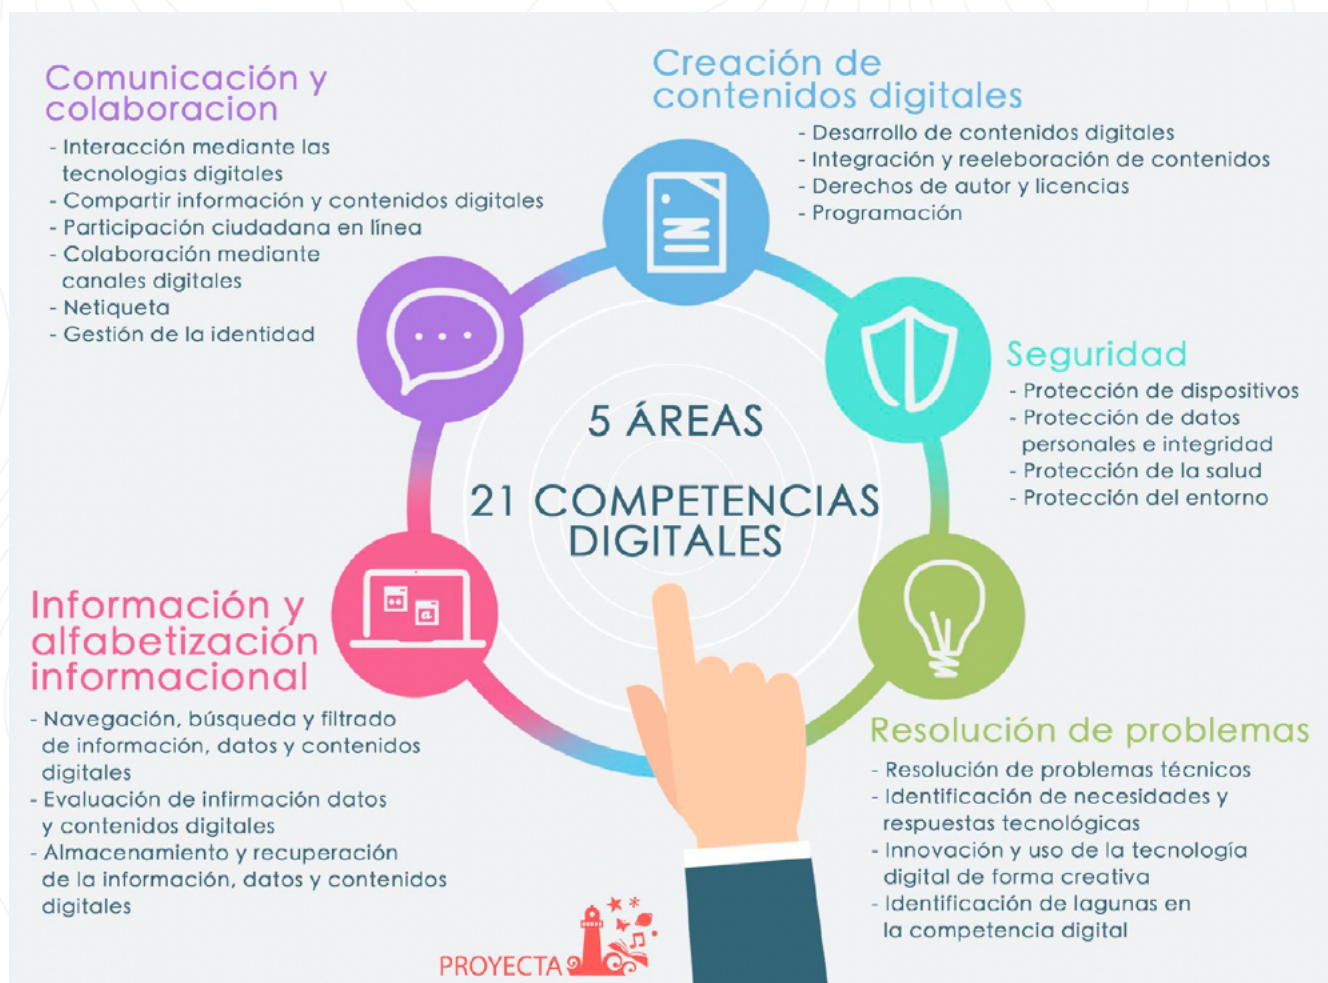 Comunicación y
colaboracion
- Interacción mediante las
tecnologias digitales
- Compartir información y contenidos digitales
- Participación ciudadana en línea
- Colaboración mediante
canales digitales
- Netiqueta
- Gestión de la identidad
Creación de
contenidos digitales
- Desarrollo de contenidos digitales
- Integración y reeleboración de contenidos
- Derechos de autor y licencias
- Programación
Seguridad
- Protección de dispositivos
- Protección de datos
personales e integridad
- Protección de la salud
- Protección del entorno
5 ÁREAS
21 COMPETENCIAS
DIGITALES
@
Información y
alfabetización
informacional
- Navegación, búsqueda y filtrado
de información, datos y contenidos
digitales
- Evaluación de infirmación datos
y contenidos digitales
- Almacenamiento y recuperación
de la información, datos y contenidos
digitales
Resolución de problemas
- Resolución de problemas técnicos
- Identificación de necesidades y
respuestas tecnológicas
- Innovación y uso de la tecnología
digital de forma creativa
- Identificación de lagunas en
la competencia digital
PROYECTA